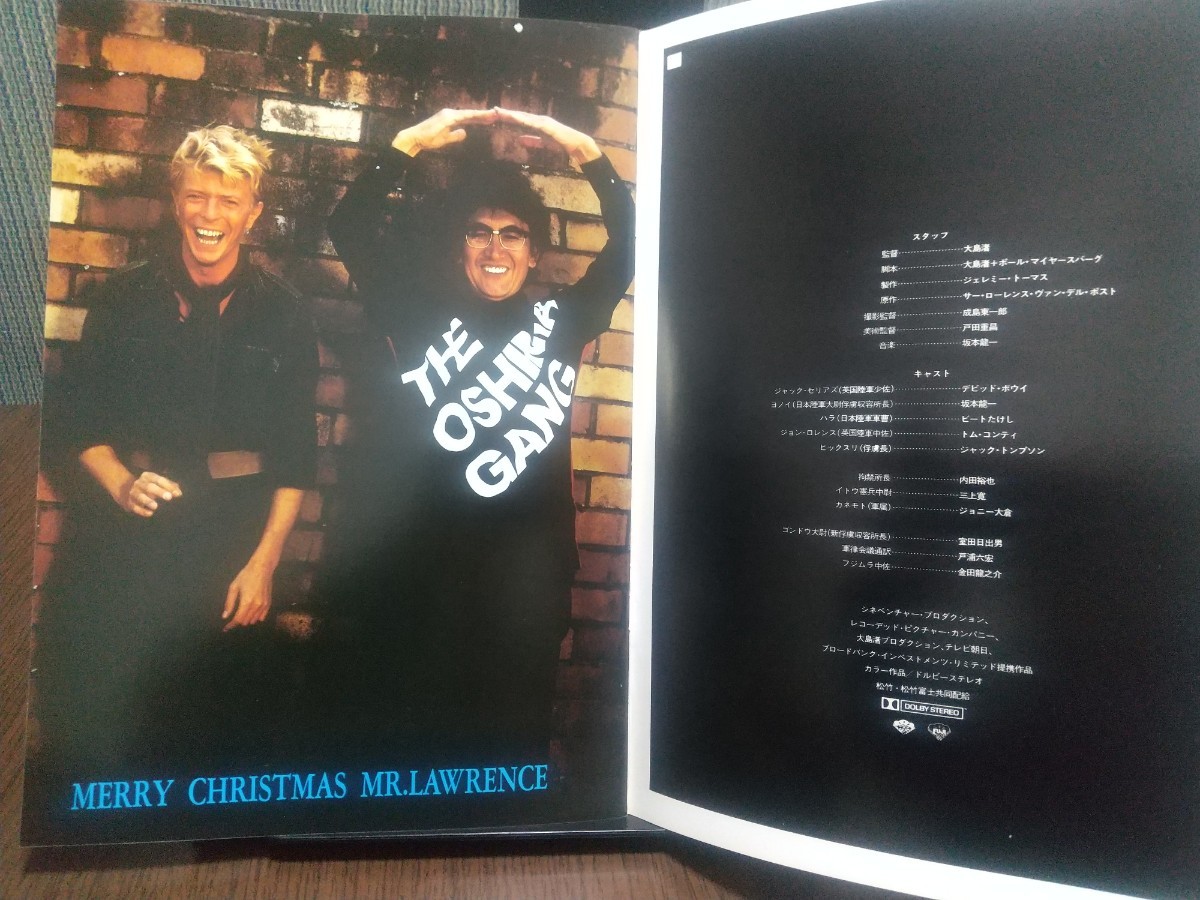 THE
OSHIMA
GANG
MERRY CHRISTMAS MR.LAWRENCE
スタッフ
監督……………大島渚
脚本……………大島渚+ポール・マイヤースバーグ
製作……………ジェレミー・トーマス
原作……………サー・ローレンス・ヴァン・デル・ポスト
撮影監督……………成島東一郎
美術監督……………戸田重昌
音楽……………坂本龍一
キャスト
ジャック・セリアズ(英国陸軍少佐)……………デビッド・ボウイ
ヨノイ(日本陸軍大尉俘虜収容所長)……………坂本龍一
ハラ(日本陸軍軍曹)……………ビートたけし
ジョン・ロレンス(英国陸軍中佐)……………トム・コンティ
ヒックスリ(俘虜長)……………ジャック・トンプソン
拘禁所長……………内田裕也
イトウ憲兵中尉……………三上寛
カネモト(軍属)……………ジョニー大倉
ゴンドウ大尉(新俘虜収容所長)……………室田日出男
軍律会議通訳……………戸浦六宏
フジムラ中佐……………金田龍之介
シネベンチャー・プロダクション、
レコーデッド・ピクチャー・カンパニー、
大島渚プロダクション、テレビ朝日、
ブロードバンク・インベストメンツ・リミテッド提携作品
カラー作品/ドルビーステレオ
松竹・松竹富士共同配給
DOLBY STEREO
FUJI